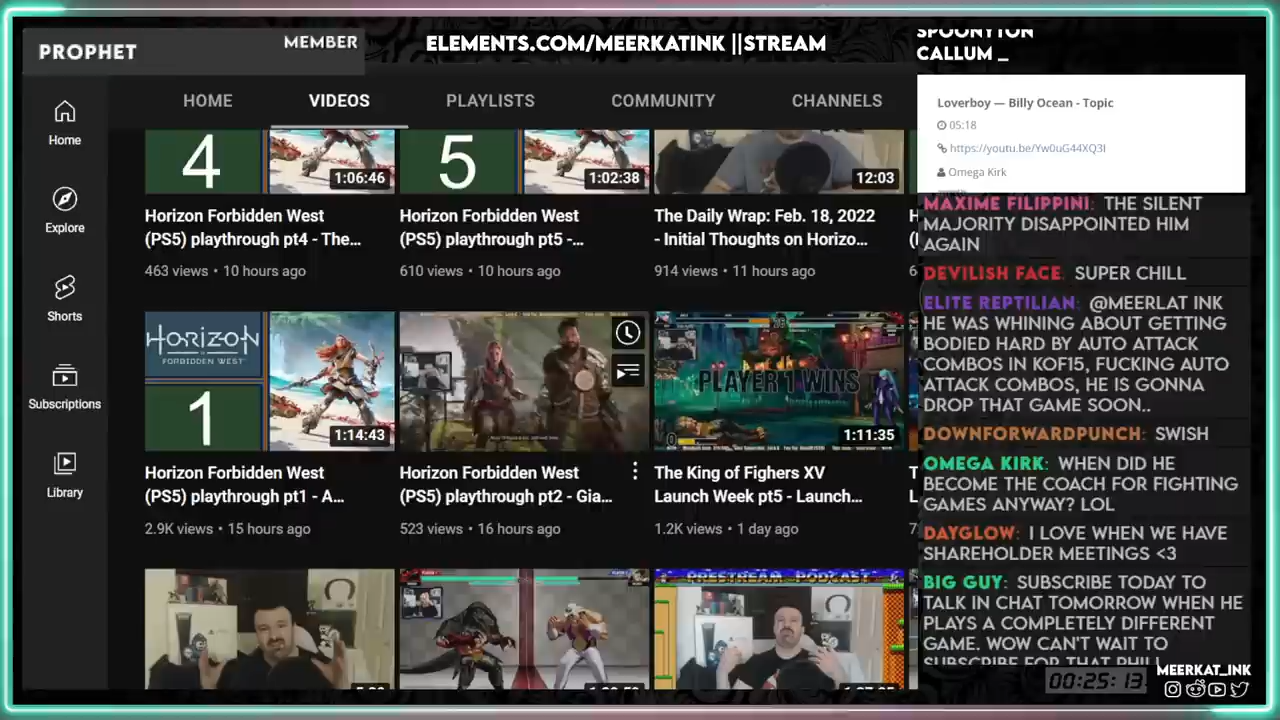 PROPHET
MEMBER
ELEMENTS.COM/MEERKATINK ||STREAM
SPOONYTON
CALLUM _
HOME
VIDEOS
PLAYLISTS
COMMUNITY
CHANNELS
Home
Explore
Shorts
Subscriptions
Library
4
1:06:46
5
1:02:38
12:03
Horizon Forbidden West
(PS5) playthrough pt4 - The...
463 views • 10 hours ago
Horizon Forbidden West
(PS5) playthrough pt5 -...
610 views • 10 hours ago
The Daily Wrap: Feb. 18, 2022
- Initial Thoughts on Horizo...
914 views • 11 hours ago
HORIZON
FORBIDDEN WEST
1
1:14:43
PLAYER 1 WINS
1:11:35
Horizon Forbidden West
(PS5) playthrough pt1 - A...
2.9K views • 15 hours ago
Horizon Forbidden West
(PS5) playthrough pt2 - Gia...
523 views • 16 hours ago
The King of Fighers XV
Launch Week pt5 - Launch...
1.2K views • 1 day ago
PRESTREAM PODCAST
Loverboy — Billy Ocean - Topic
05:18
https://youtu.be/Yw0uG44XQ3I
Omega Kirk
MAXIME FILIPPINI: THE SILENT
MAJORITY DISAPPOINTED HIM
AGAIN
DEVILISH FACE: SUPER CHILL
ELITE REPTILIAN: @MEERLAT INK
HE WAS WHINING ABOUT GETTING
BODIED HARD BY AUTO ATTACK
COMBOS IN KOF15, FUCKING AUTO
ATTACK COMBOS, HE IS GONNA
DROP THAT GAME SOON..
DOWNFORWARDPUNCH: SWISH
OMEGA KIRK: WHEN DID HE
BECOME THE COACH FOR FIGHTING
GAMES ANYWAY? LOL
DAYGLOW: I LOVE WHEN WE HAVE
SHAREHOLDER MEETINGS <3
BIG GUY: SUBSCRIBE TODAY TO
TALK IN CHAT TOMORROW WHEN HE
PLAYS A COMPLETELY DIFFERENT
GAME. WOW CAN'T WAIT TO
SUBSCRIBE FOR THAT PHIL
MEERKAT_INK
00:25:13